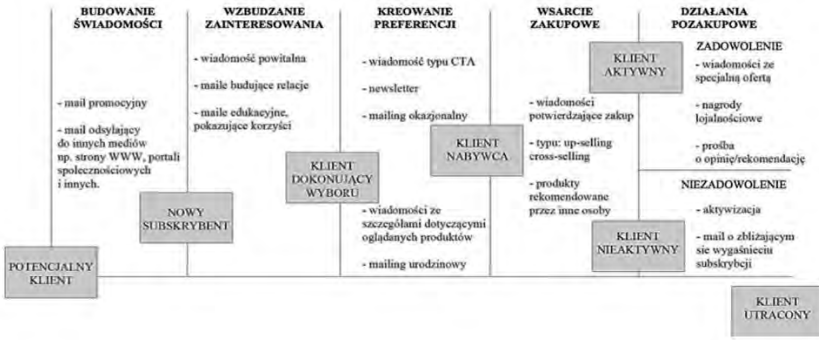 BUDOWANIE
ŚWIADOMOŚCI
- mail promocyjny
- mail odsyłający
do innych mediów
np. strony WWW, portali
społecznościowych
i innych.
POTENCJALNY
KLIENT
WZBUDZANIE
ZAINTERESOWANIA
- wiadomość powitalna
- maile budujące relacje
- maile edukacyjne,
pokazujące korzyści
NOWY
SUBSKRYBENT
KREOWANIE
PREFERENCJI
- wiadomość typu CTA
- newsletter
- mailing okazjonalny
KLIENT
DOKONUJĄCY
WYBORU
- wiadomości ze
szczegółami dotyczącymi
oglądanych produktów
- mailing urodzinowy
WSARCIE
ZAKUPOWE
- wiadomości
potwierdzające zakup
- typu: up-selling
cross-selling
- produkty
rekomendowane
przez inne osoby
KLIENT
NABYWCA
DZIAŁANIA
POZAKUPOWE
KLIENT
AKTYWNY
ZADOWOLENIE
- wiadomości ze
specjalną ofertą
- nagrody
lojalnościowe
- prośba
o opinię/rekomendację
NIEZADOWOLENIE
- aktywizacja
- mail o zbliżającym
sie wygaśnieciu
subskrybcji
KLIENT
NIEAKTYWNY
KLIENT
UTRACONY